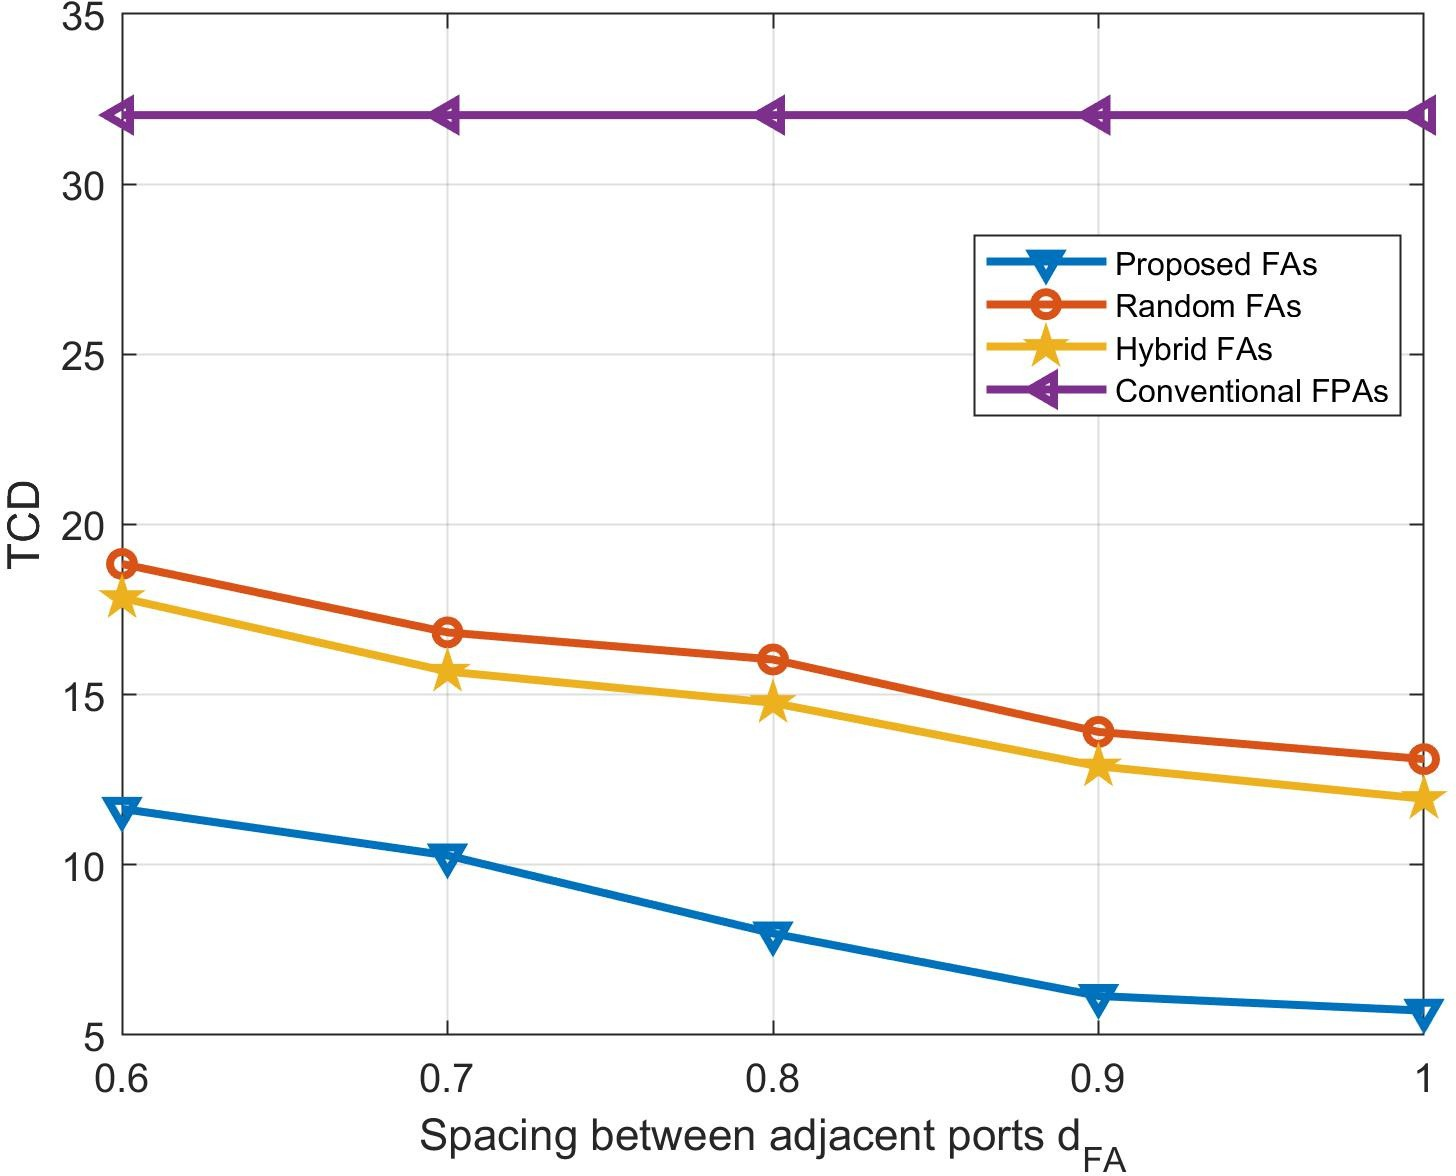 35
30
25
20
15
10
5
TCD
Proposed FAs
Random FAs
Hybrid FAs
Conventional FPAs
0.6 0.7 0.8 0.9 1
Spacing between adjacent ports d_FA